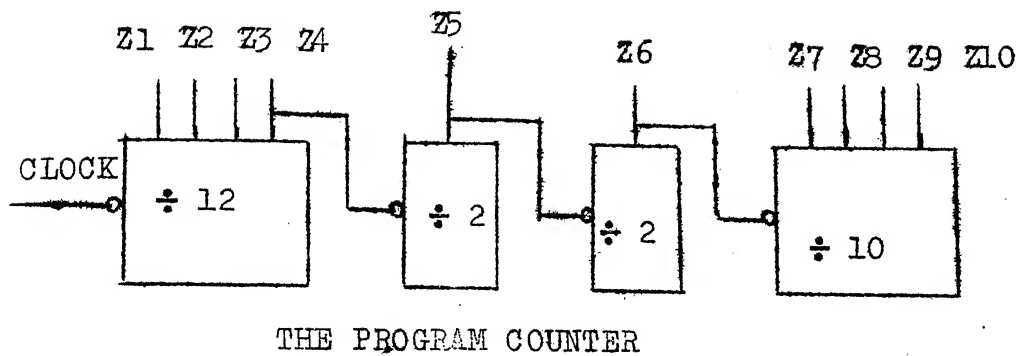 Z1 Z2 Z3 Z4 Z5 Z6 Z7 Z8 Z9 Z10
CLOCK
÷ 12 ÷ 2 ÷ 2 ÷ 10
THE PROGRAM COUNTER